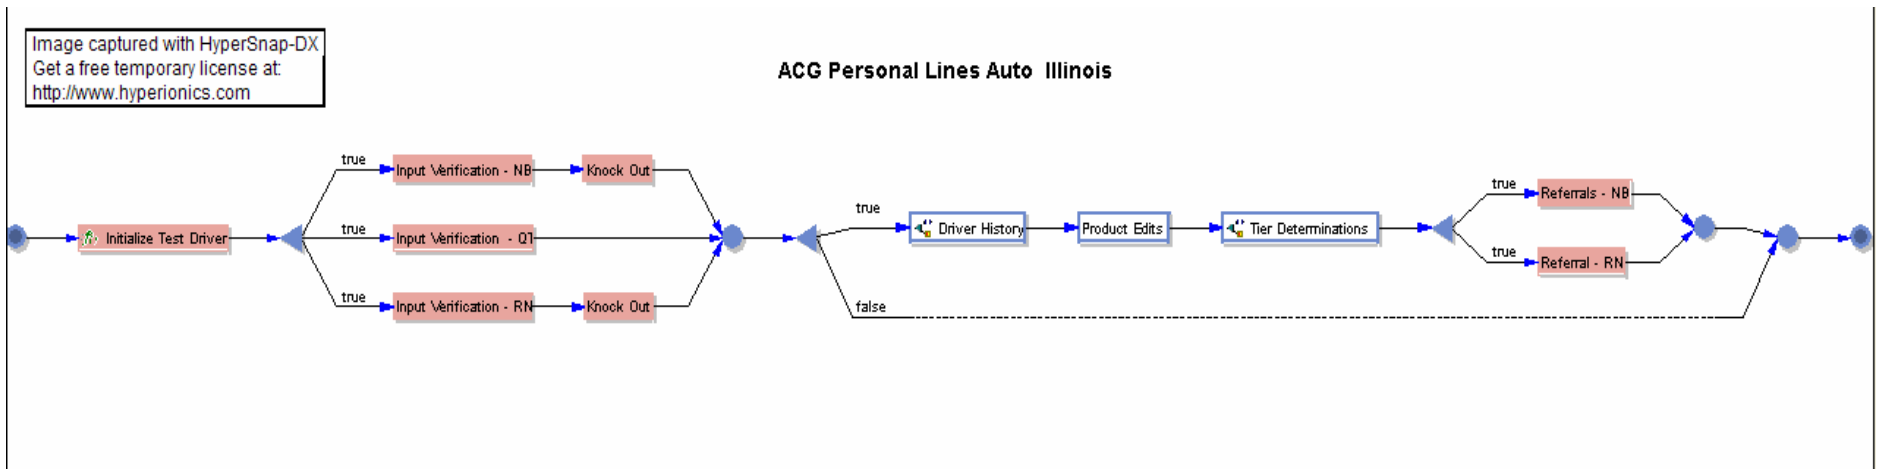 Image captured with HyperSnap-DX
Get a free temporary license at:
http://www.hyperionics.com
ACG Personal Lines Auto Illinois
Initialize Test Driver
true
Input Verification - NB
Knock Out
true
Input Verification - QT
true
Input Verification - RN
Knock Out
true
Driver History
Product Edits
Tier Determinations
false
true
Referrals - NB
true
Referral - RN